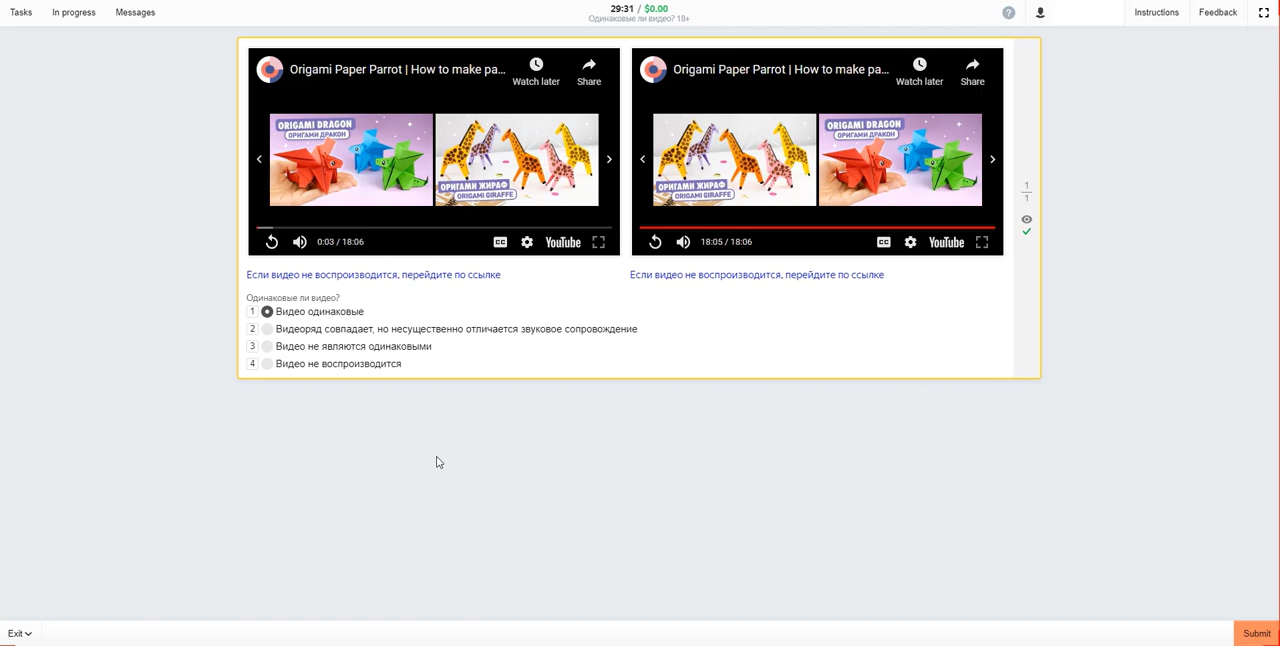 Tasks In progress Messages 29:31 / $0.00 Instructions Feedback
Одинаковые ли видео? 18+
Origami Paper Parrot | How to make pa... Watch later Share
ORIGAMI DRAGON
ОРИГАМИ ДРАКОН
ОРИГАМИ ЖИРАФ
ORIGAMI GIRAFFE
0:03 / 18:06 CC YouTube
Origami Paper Parrot | How to make pa... Watch later Share
ОРИГАМИ ЖИРАФ
ORIGAMI GIRAFFE
ORIGAMI DRAGON
ОРИГАМИ ДРАКОН
18:05 / 18:06 CC YouTube
1
1
Если видео не воспроизводится, перейдите по ссылке
Если видео не воспроизводится, перейдите по ссылке
Одинаковые ли видео?
1 Видео одинаковые
2 Видеоряд совпадает, но несущественно отличается звуковое сопровождение
3 Видео не являются одинаковыми
4 Видео не воспроизводится
Exit Submit